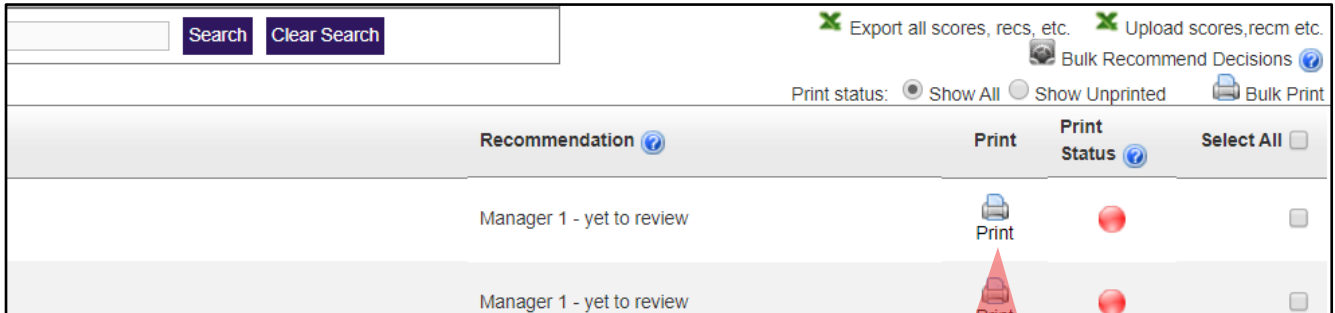 Search Clear Search
Export all scores, recs, etc. Upload scores,recm etc.
Bulk Recommend Decisions ?
Print status: Show All Show Unprinted Bulk Print
Recommendation ? Print Print Status ? Select All
Manager 1 - yet to review Print
Manager 1 - yet to review Print